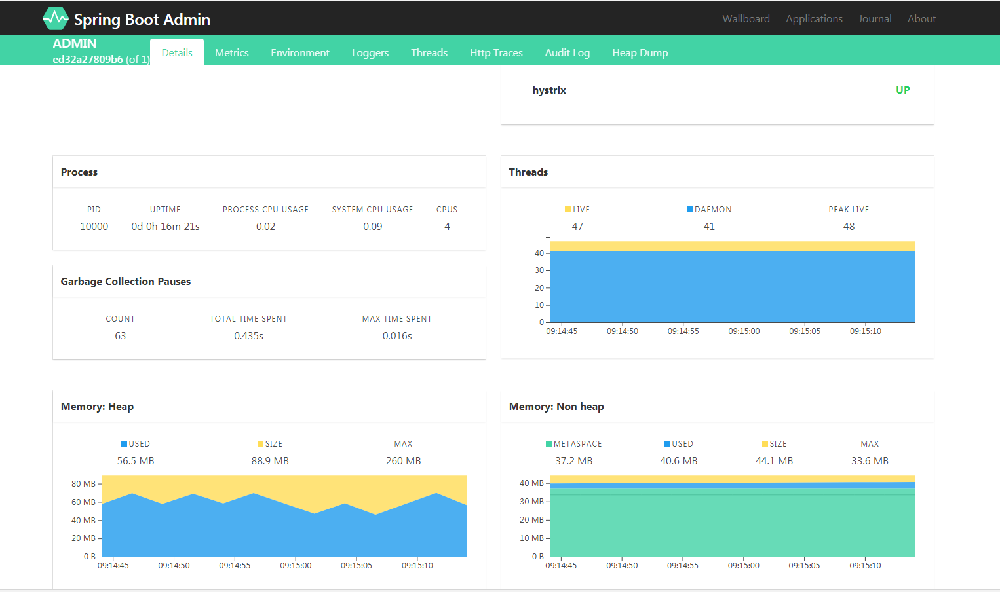 Spring Boot Admin
Wallboard Applications Journal About
ADMIN
ed32a27809b6 (of 1)
Details Metrics Environment Loggers Threads Http Traces Audit Log Heap Dump
hystrix UP
Process
PID UPTIME PROCESS CPU USAGE SYSTEM CPU USAGE CPUS
10000 0d 0h 16m 21s 0.02 0.09 4
Garbage Collection Pauses
COUNT TOTAL TIME SPENT MAX TIME SPENT
63 0.435s 0.016s
Threads
LIVE DAEMON PEAK LIVE
47 41 48
40
30
20
10
0
09:14:45 09:14:50 09:14:55 09:15:00 09:15:05 09:15:10
Memory: Heap
USED SIZE MAX
56.5 MB 88.9 MB 260 MB
80 MB
60 MB
40 MB
20 MB
0 B
09:14:45 09:14:50 09:14:55 09:15:00 09:15:05 09:15:10
Memory: Non heap
METASPACE USED SIZE MAX
37.2 MB 40.6 MB 44.1 MB 33.6 MB
40 MB
30 MB
20 MB
10 MB
0 B
09:14:45 09:14:50 09:14:55 09:15:00 09:15:05 09:15:10